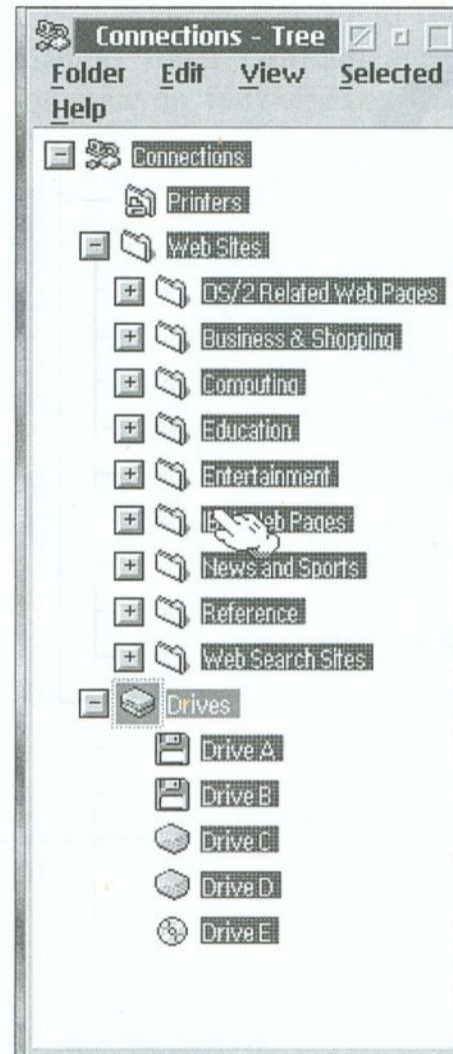 Connections - Tree
Folder Edit View Selected
Help
Connections
Printers
Web Sites
OS/2 Related Web Pages
Business & Shopping
Computing
Education
Entertainment
Web Pages
News and Sports
Reference
Web Search Sites
Drives
Drive A
Drive B
Drive C
Drive D
Drive E